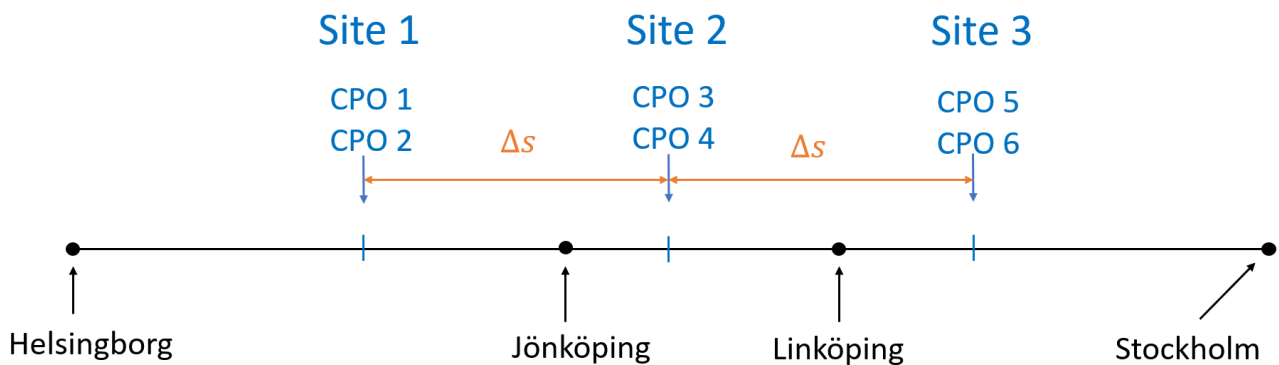 Site 1
Site 2
Site 3
CPO 1
CPO 2
CPO 3
CPO 4
CPO 5
CPO 6
Δs
Δs
Helsingborg
Jönköping
Linköping
Stockholm